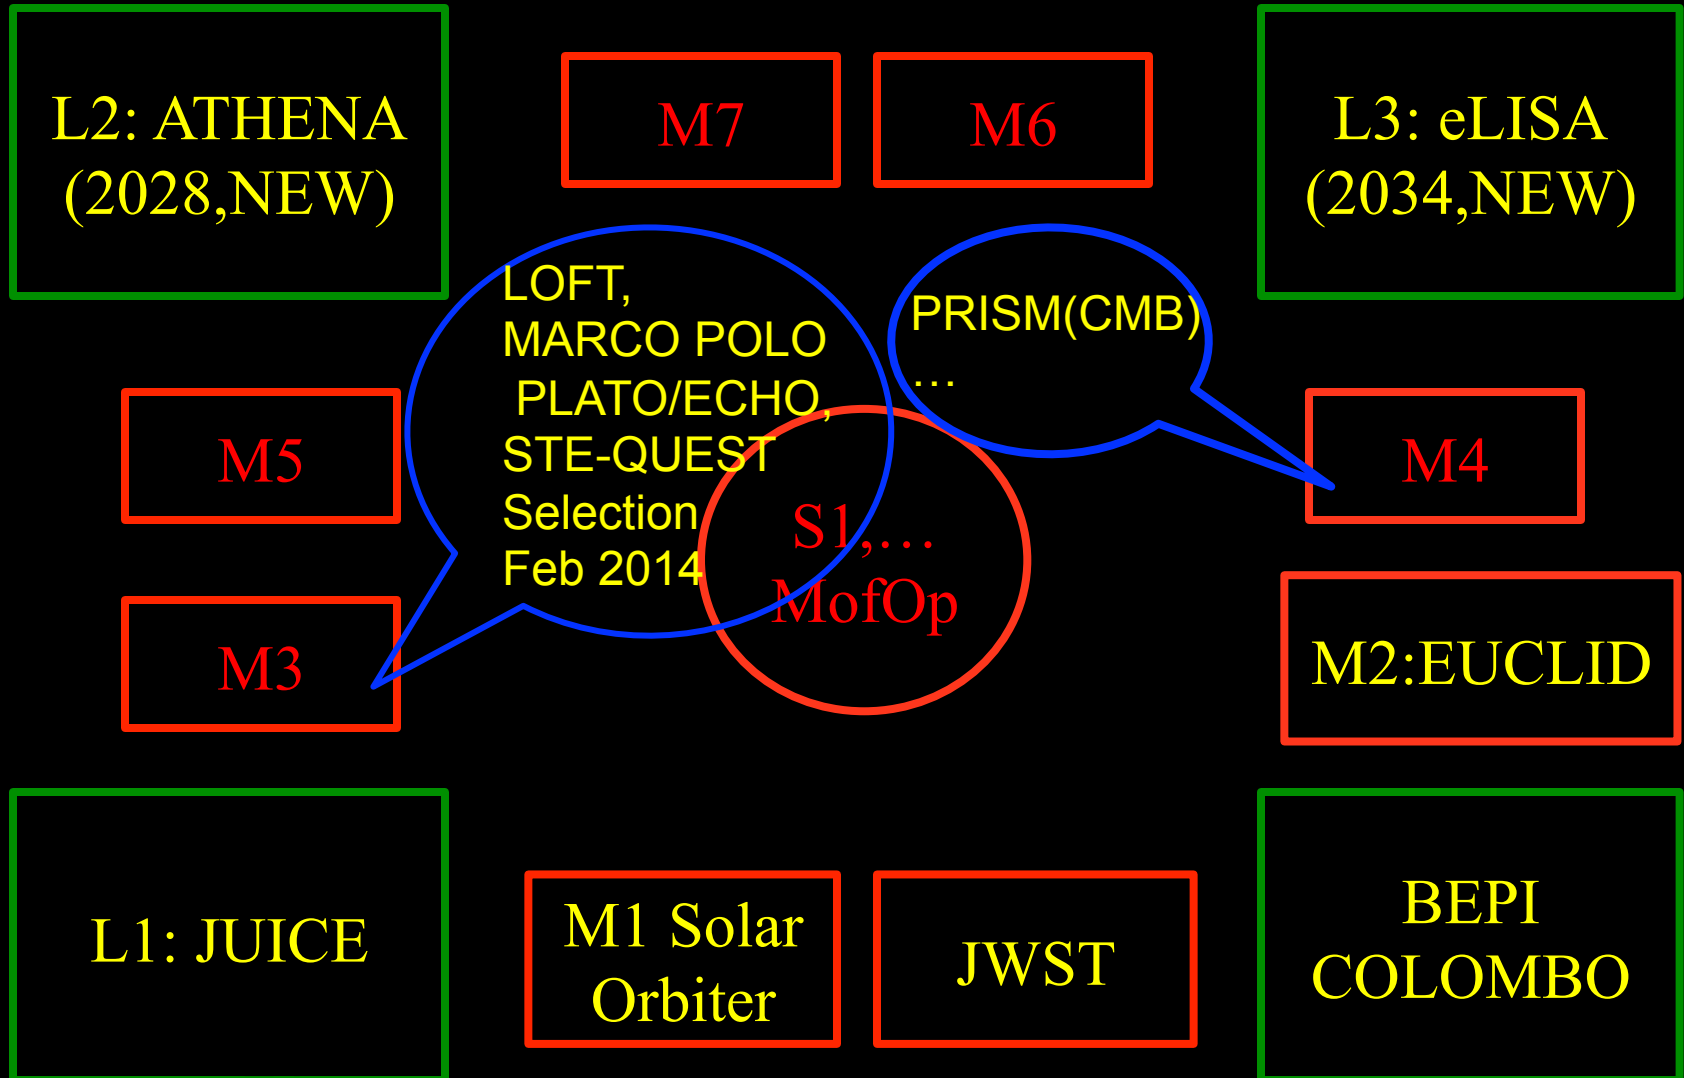 L2: ATHENA
(2028,NEW)
M7
M6
L3: eLISA
(2034,NEW)
LOFT,
MARCO POLO
PLATO/ECHO,
STE-QUEST
Selection
Feb 2014
PRISM(CMB)
…
M5
M4
S1,…
MofOp
M3
M2:EUCLID
L1: JUICE
M1 Solar
Orbiter
JWST
BEPI
COLOMBO